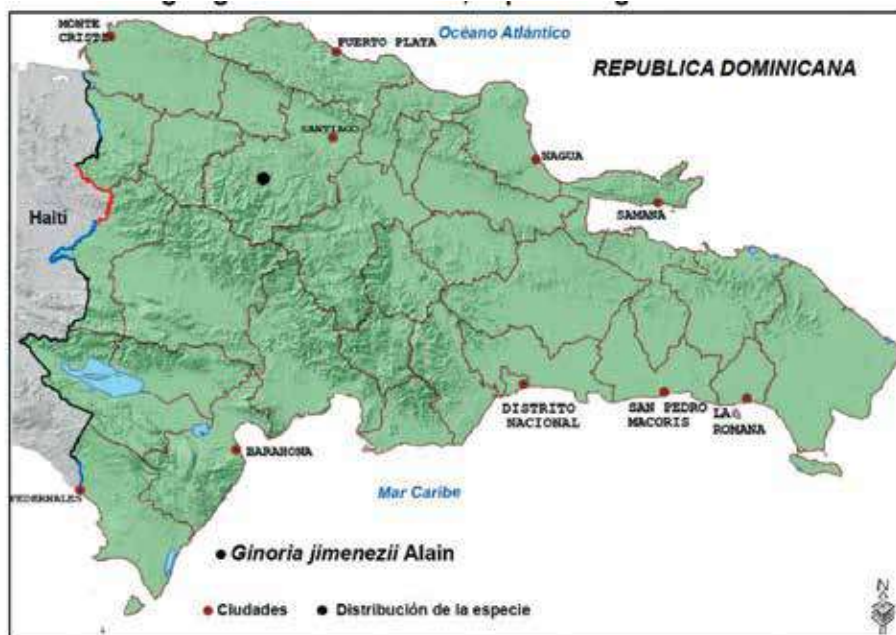 MONTE
CRISTI
PUERTO PLATA
Océano Atlántico
REPUBLICA DOMINICANA
SANTIAGO
NAGUA
Haití
SAMANA
DISTRITO
NACIONAL
SAN PEDRO
MACORIS
LA
ROMANA
BARAHONA
Mar Caribe
PEDERNALES
Ginoria jimenezii Alain
Ciudades
Distribución de la especie
N